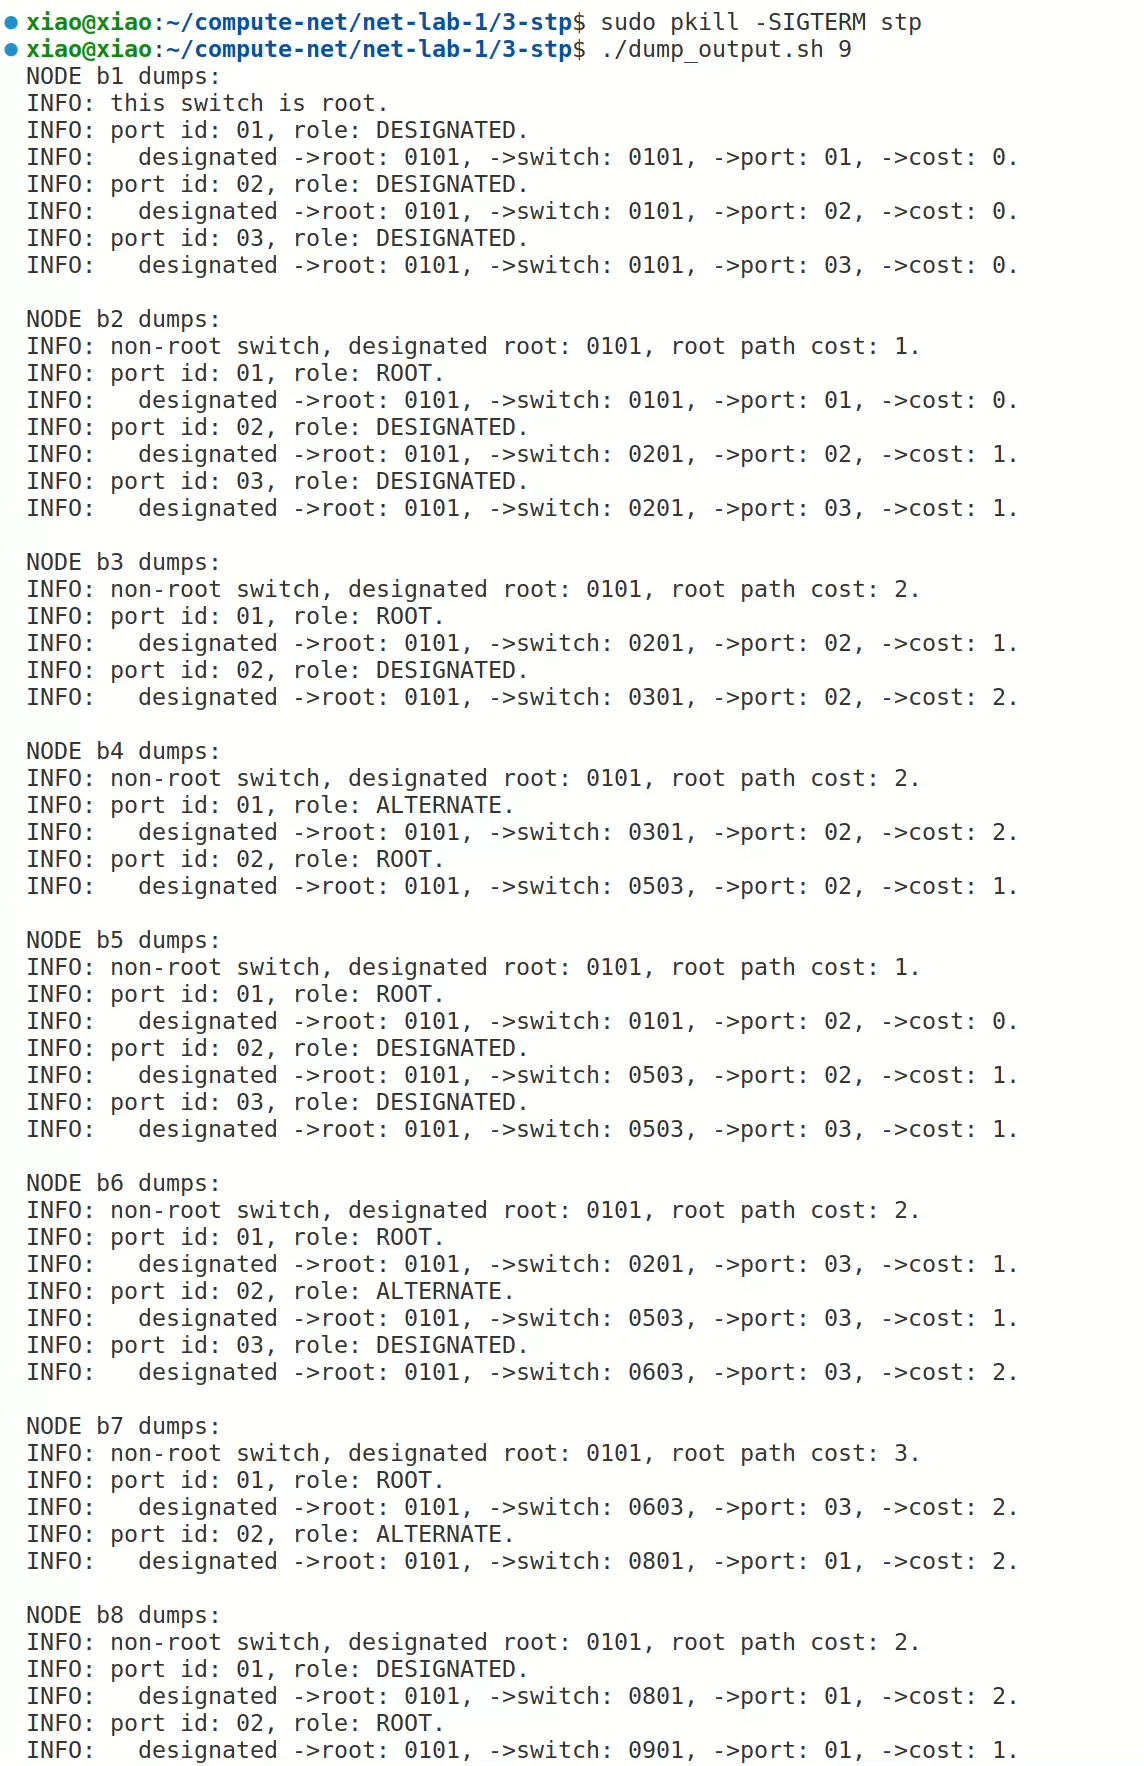 xiao@xiao:~/compute-net/net-lab-1/3-stp$ sudo pkill -SIGTERM stp
xiao@xiao:~/compute-net/net-lab-1/3-stp$ ./dump_output.sh 9
NODE b1 dumps:
INFO: this switch is root.
INFO: port id: 01, role: DESIGNATED.
INFO:   designated ->root: 0101, ->switch: 0101, ->port: 01, ->cost: 0.
INFO: port id: 02, role: DESIGNATED.
INFO:   designated ->root: 0101, ->switch: 0101, ->port: 02, ->cost: 0.
INFO: port id: 03, role: DESIGNATED.
INFO:   designated ->root: 0101, ->switch: 0101, ->port: 03, ->cost: 0.

NODE b2 dumps:
INFO: non-root switch, designated root: 0101, root path cost: 1.
INFO: port id: 01, role: ROOT.
INFO:   designated ->root: 0101, ->switch: 0101, ->port: 01, ->cost: 0.
INFO: port id: 02, role: DESIGNATED.
INFO:   designated ->root: 0101, ->switch: 0201, ->port: 02, ->cost: 1.
INFO: port id: 03, role: DESIGNATED.
INFO:   designated ->root: 0101, ->switch: 0201, ->port: 03, ->cost: 1.

NODE b3 dumps:
INFO: non-root switch, designated root: 0101, root path cost: 2.
INFO: port id: 01, role: ROOT.
INFO:   designated ->root: 0101, ->switch: 0201, ->port: 02, ->cost: 1.
INFO: port id: 02, role: DESIGNATED.
INFO:   designated ->root: 0101, ->switch: 0301, ->port: 02, ->cost: 2.

NODE b4 dumps:
INFO: non-root switch, designated root: 0101, root path cost: 2.
INFO: port id: 01, role: ALTERNATE.
INFO:   designated ->root: 0101, ->switch: 0301, ->port: 02, ->cost: 2.
INFO: port id: 02, role: ROOT.
INFO:   designated ->root: 0101, ->switch: 0503, ->port: 02, ->cost: 1.

NODE b5 dumps:
INFO: non-root switch, designated root: 0101, root path cost: 1.
INFO: port id: 01, role: ROOT.
INFO:   designated ->root: 0101, ->switch: 0101, ->port: 02, ->cost: 0.
INFO: port id: 02, role: DESIGNATED.
INFO:   designated ->root: 0101, ->switch: 0503, ->port: 02, ->cost: 1.
INFO: port id: 03, role: DESIGNATED.
INFO:   designated ->root: 0101, ->switch: 0503, ->port: 03, ->cost: 1.

NODE b6 dumps:
INFO: non-root switch, designated root: 0101, root path cost: 2.
INFO: port id: 01, role: ROOT.
INFO:   designated ->root: 0101, ->switch: 0201, ->port: 03, ->cost: 1.
INFO: port id: 02, role: ALTERNATE.
INFO:   designated ->root: 0101, ->switch: 0503, ->port: 03, ->cost: 1.
INFO: port id: 03, role: DESIGNATED.
INFO:   designated ->root: 0101, ->switch: 0603, ->port: 03, ->cost: 2.

NODE b7 dumps:
INFO: non-root switch, designated root: 0101, root path cost: 3.
INFO: port id: 01, role: ROOT.
INFO:   designated ->root: 0101, ->switch: 0603, ->port: 03, ->cost: 2.
INFO: port id: 02, role: ALTERNATE.
INFO:   designated ->root: 0101, ->switch: 0801, ->port: 01, ->cost: 2.

NODE b8 dumps:
INFO: non-root switch, designated root: 0101, root path cost: 2.
INFO: port id: 01, role: DESIGNATED.
INFO:   designated ->root: 0101, ->switch: 0801, ->port: 01, ->cost: 2.
INFO: port id: 02, role: ROOT.
INFO:   designated ->root: 0101, ->switch: 0901, ->port: 01, ->cost: 1.